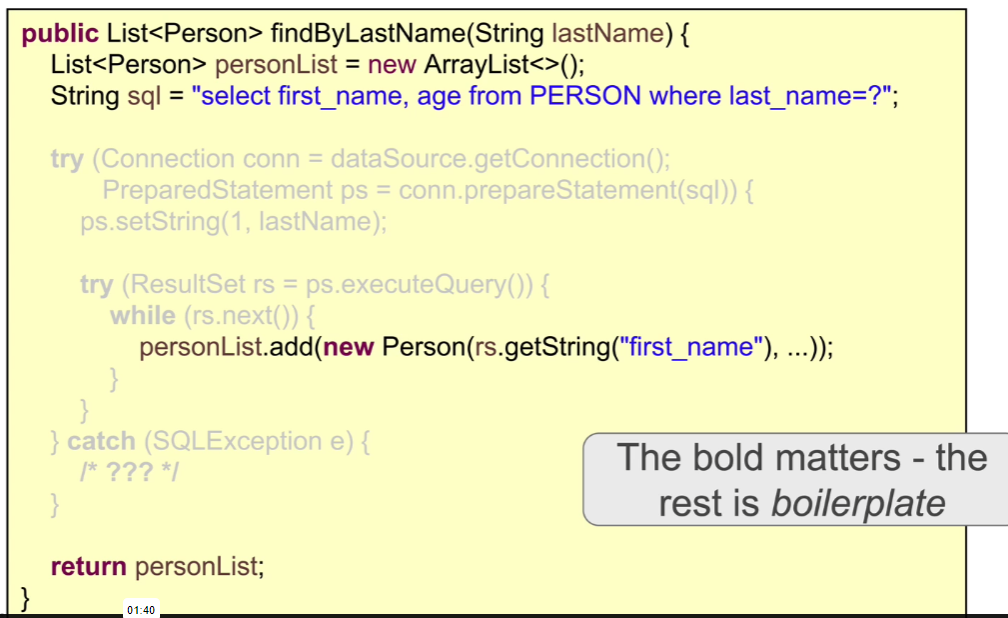 public List<Person> findByLastName(String lastName) {
List<Person> personList = new ArrayList<>();
String sql = "select first_name, age from PERSON where last_name=?";
try (Connection conn = dataSource.getConnection();
PreparedStatement ps = conn.prepareStatement(sql)) {
ps.setString(1, lastName);
try (ResultSet rs = ps.executeQuery()) {
while (rs.next()) {
personList.add(new Person(rs.getString("first_name"), ...));
}
}
} catch (SQLException e) {
/* ??? */
}
The bold matters - the
rest is boilerplate
return personList;
}
01:40